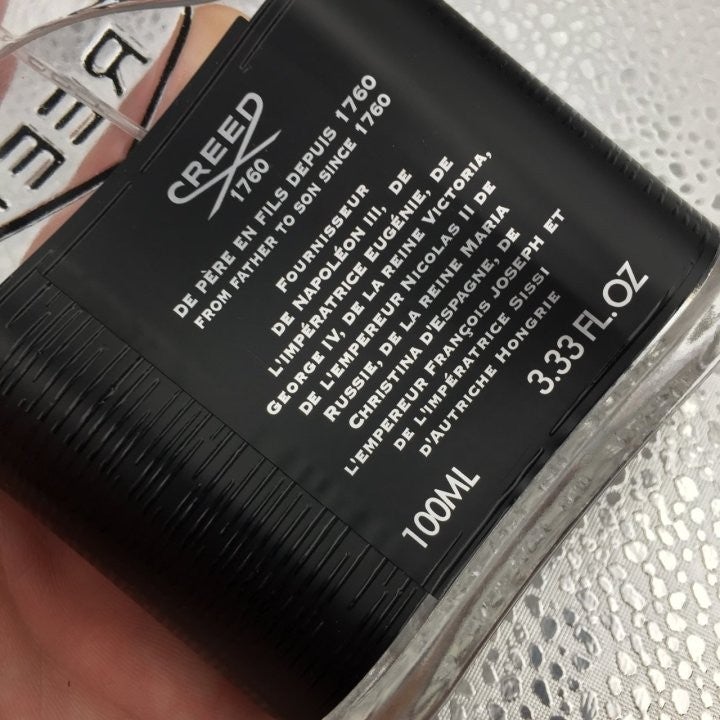 CREED
1760
DE PÈRE EN FILS DEPUIS 1760
FROM FATHER TO SON SINCE 1760
FOURNISSEUR
DE NAPOLÉON III, DE
L'IMPÉRATRICE EUGÉNIE, DE
GEORGE IV, DE LA REINE VICTORIA,
DE L'EMPEREUR NICOLAS II DE
RUSSIE, DE LA REINE MARIA
CHRISTINA D'ESPAGNE, DE
L'EMPEREUR FRANÇOIS JOSEPH ET
DE L'IMPÉRATRICE SISSI
D'AUTRICHE HONGRIE
100ML
3.33 FL.OZ